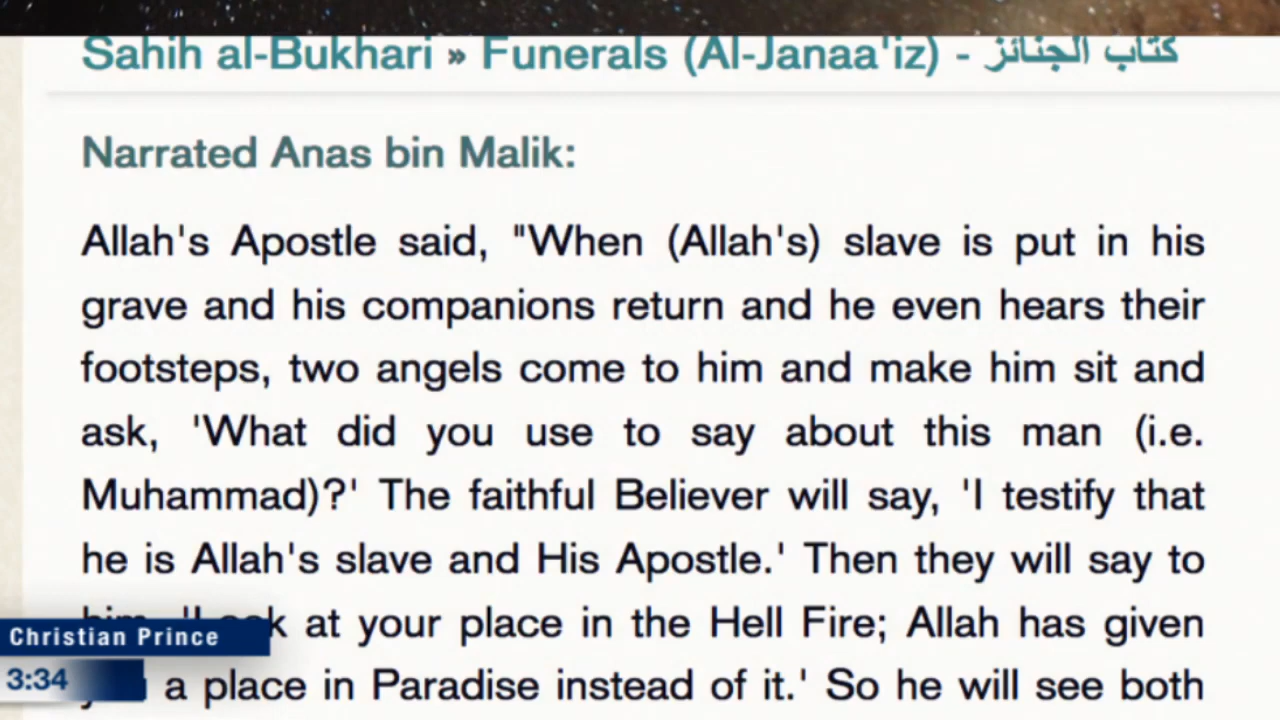 Sahih al-Bukhari » Funerals (Al-Janaa'iz) - كتاب الجنائز
Narrated Anas bin Malik:
Allah's Apostle said, "When (Allah's) slave is put in his
grave and his companions return and he even hears their
footsteps, two angels come to him and make him sit and
ask, 'What did you use to say about this man (i.e.
Muhammad)?' The faithful Believer will say, 'I testify that
he is Allah's slave and His Apostle.' Then they will say to
him, 'Look at your place in the Hell Fire; Allah has given
a place in Paradise instead of it.' So he will see both
Christian Prince
3:34